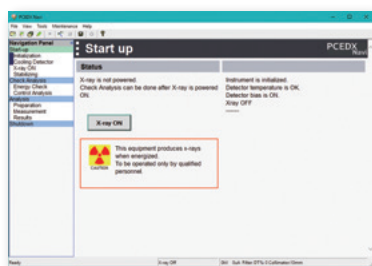 PCEDX Navi
File View Tools Maintenance Help
Navigation Panel
Start-up
Initialization
Cooling Detector
X-ray ON
Stabilizing
Check Analysis
Energy Check
Control Analysis
Analysis
Preparation
Measurement
Results
Shutdown
Start up
PCEDX
Navi
Status
X-ray is not powered.
Check Analysis can be done after X-ray is powered
ON.
Instrument is initialized.
Detector temperature is OK.
Detector bias is ON.
Xray OFF
------
X-ray ON
CAUTION
This equipment produces x-rays
when energized.
To be operated only by qualified
personnel.
Ready
X-ray Off